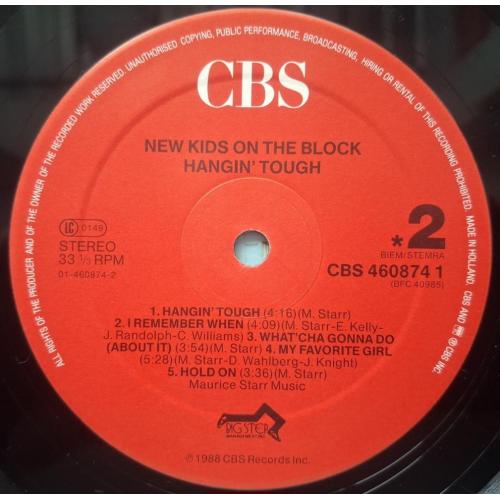 ALL RIGHTS OF THE PRODUCER AND OF THE OWNER OF THE RECORDED WORK RESERVED. UNAUTHORISED COPYING, PUBLIC PERFORMANCE, BROADCASTING, HIRING OR RENTAL OF THIS RECORDING PROHIBITED. MADE IN HOLLAND. CBS AND ARE ® CBS INC.
CBS
NEW KIDS ON THE BLOCK
HANGIN' TOUGH
LC 0149
STEREO
33 ⅓ RPM
01-460874-2
*2
BIEM/STEMRA
CBS 460874 1
(BFC 40985)
1. HANGIN' TOUGH (4:16)(M. Starr)
2. I REMEMBER WHEN (4:09)(M. Starr-E. Kelly-
J. Randolph-C. Williams) 3. WHAT'CHA GONNA DO
(ABOUT IT) (3:54)(M. Starr) 4. MY FAVORITE GIRL
(5:28)(M. Starr-D. Wahlberg-J. Knight)
5. HOLD ON (3:36)(M. Starr)
Maurice Starr Music
BIG STEP
℗ 1988 CBS Records Inc.